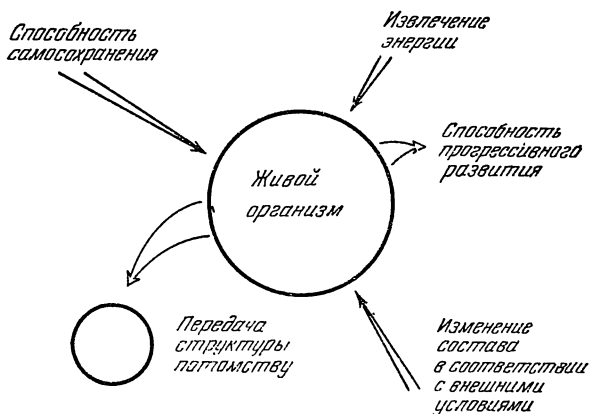 Способность
самосохранения
Извлечение
энергии
Способность
прогрессивного
развития
Живой
организм
Передача
структуры
потомству
Изменение
состава
в соответствии
с внешними
условиями